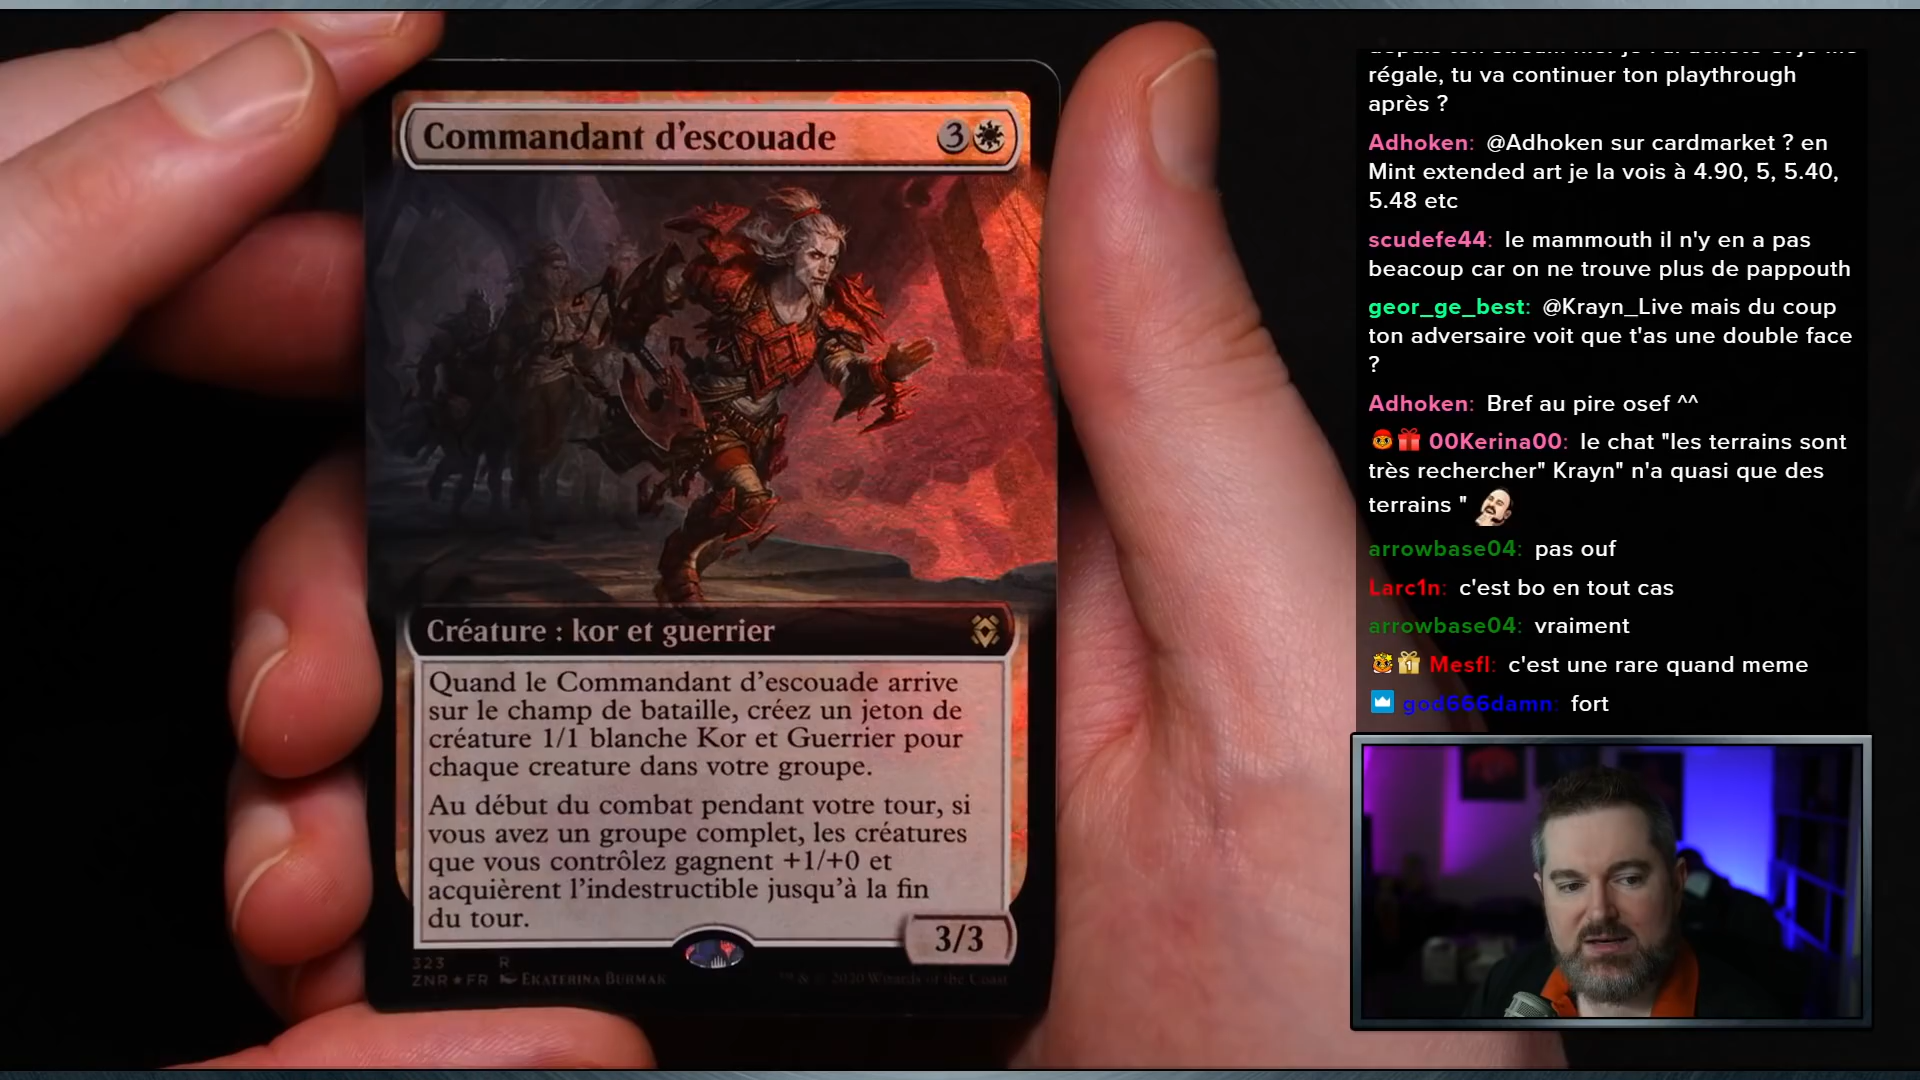 Commandant d'escouade
3
Créature : kor et guerrier
Quand le Commandant d'escouade arrive
sur le champ de bataille, créez un jeton de
créature 1/1 blanche Kor et Guerrier pour
chaque creature dans votre groupe.
Au début du combat pendant votre tour, si
vous avez un groupe complet, les créatures
que vous contrôlez gagnent +1/+0 et
acquièrent l'indestructible jusqu'à la fin
du tour.
3/3
323 R
ZNR ★ FR EKATERINA BURMAK
™ & © 2020 Wizards of the Coast
régale, tu va continuer ton playthrough
après ?
Adhoken: @Adhoken sur cardmarket ? en
Mint extended art je la vois à 4.90, 5, 5.40,
5.48 etc
scudefe44: le mammouth il n'y en a pas
beacoup car on ne trouve plus de pappouth
geor_ge_best: @Krayn_Live mais du coup
ton adversaire voit que t'as une double face
?
Adhoken: Bref au pire osef ^^
00Kerina00: le chat "les terrains sont
très rechercher" Krayn" n'a quasi que des
terrains "
arrowbase04: pas ouf
Larc1n: c'est bo en tout cas
arrowbase04: vraiment
1 Mesfl: c'est une rare quand meme
god666damn: fort